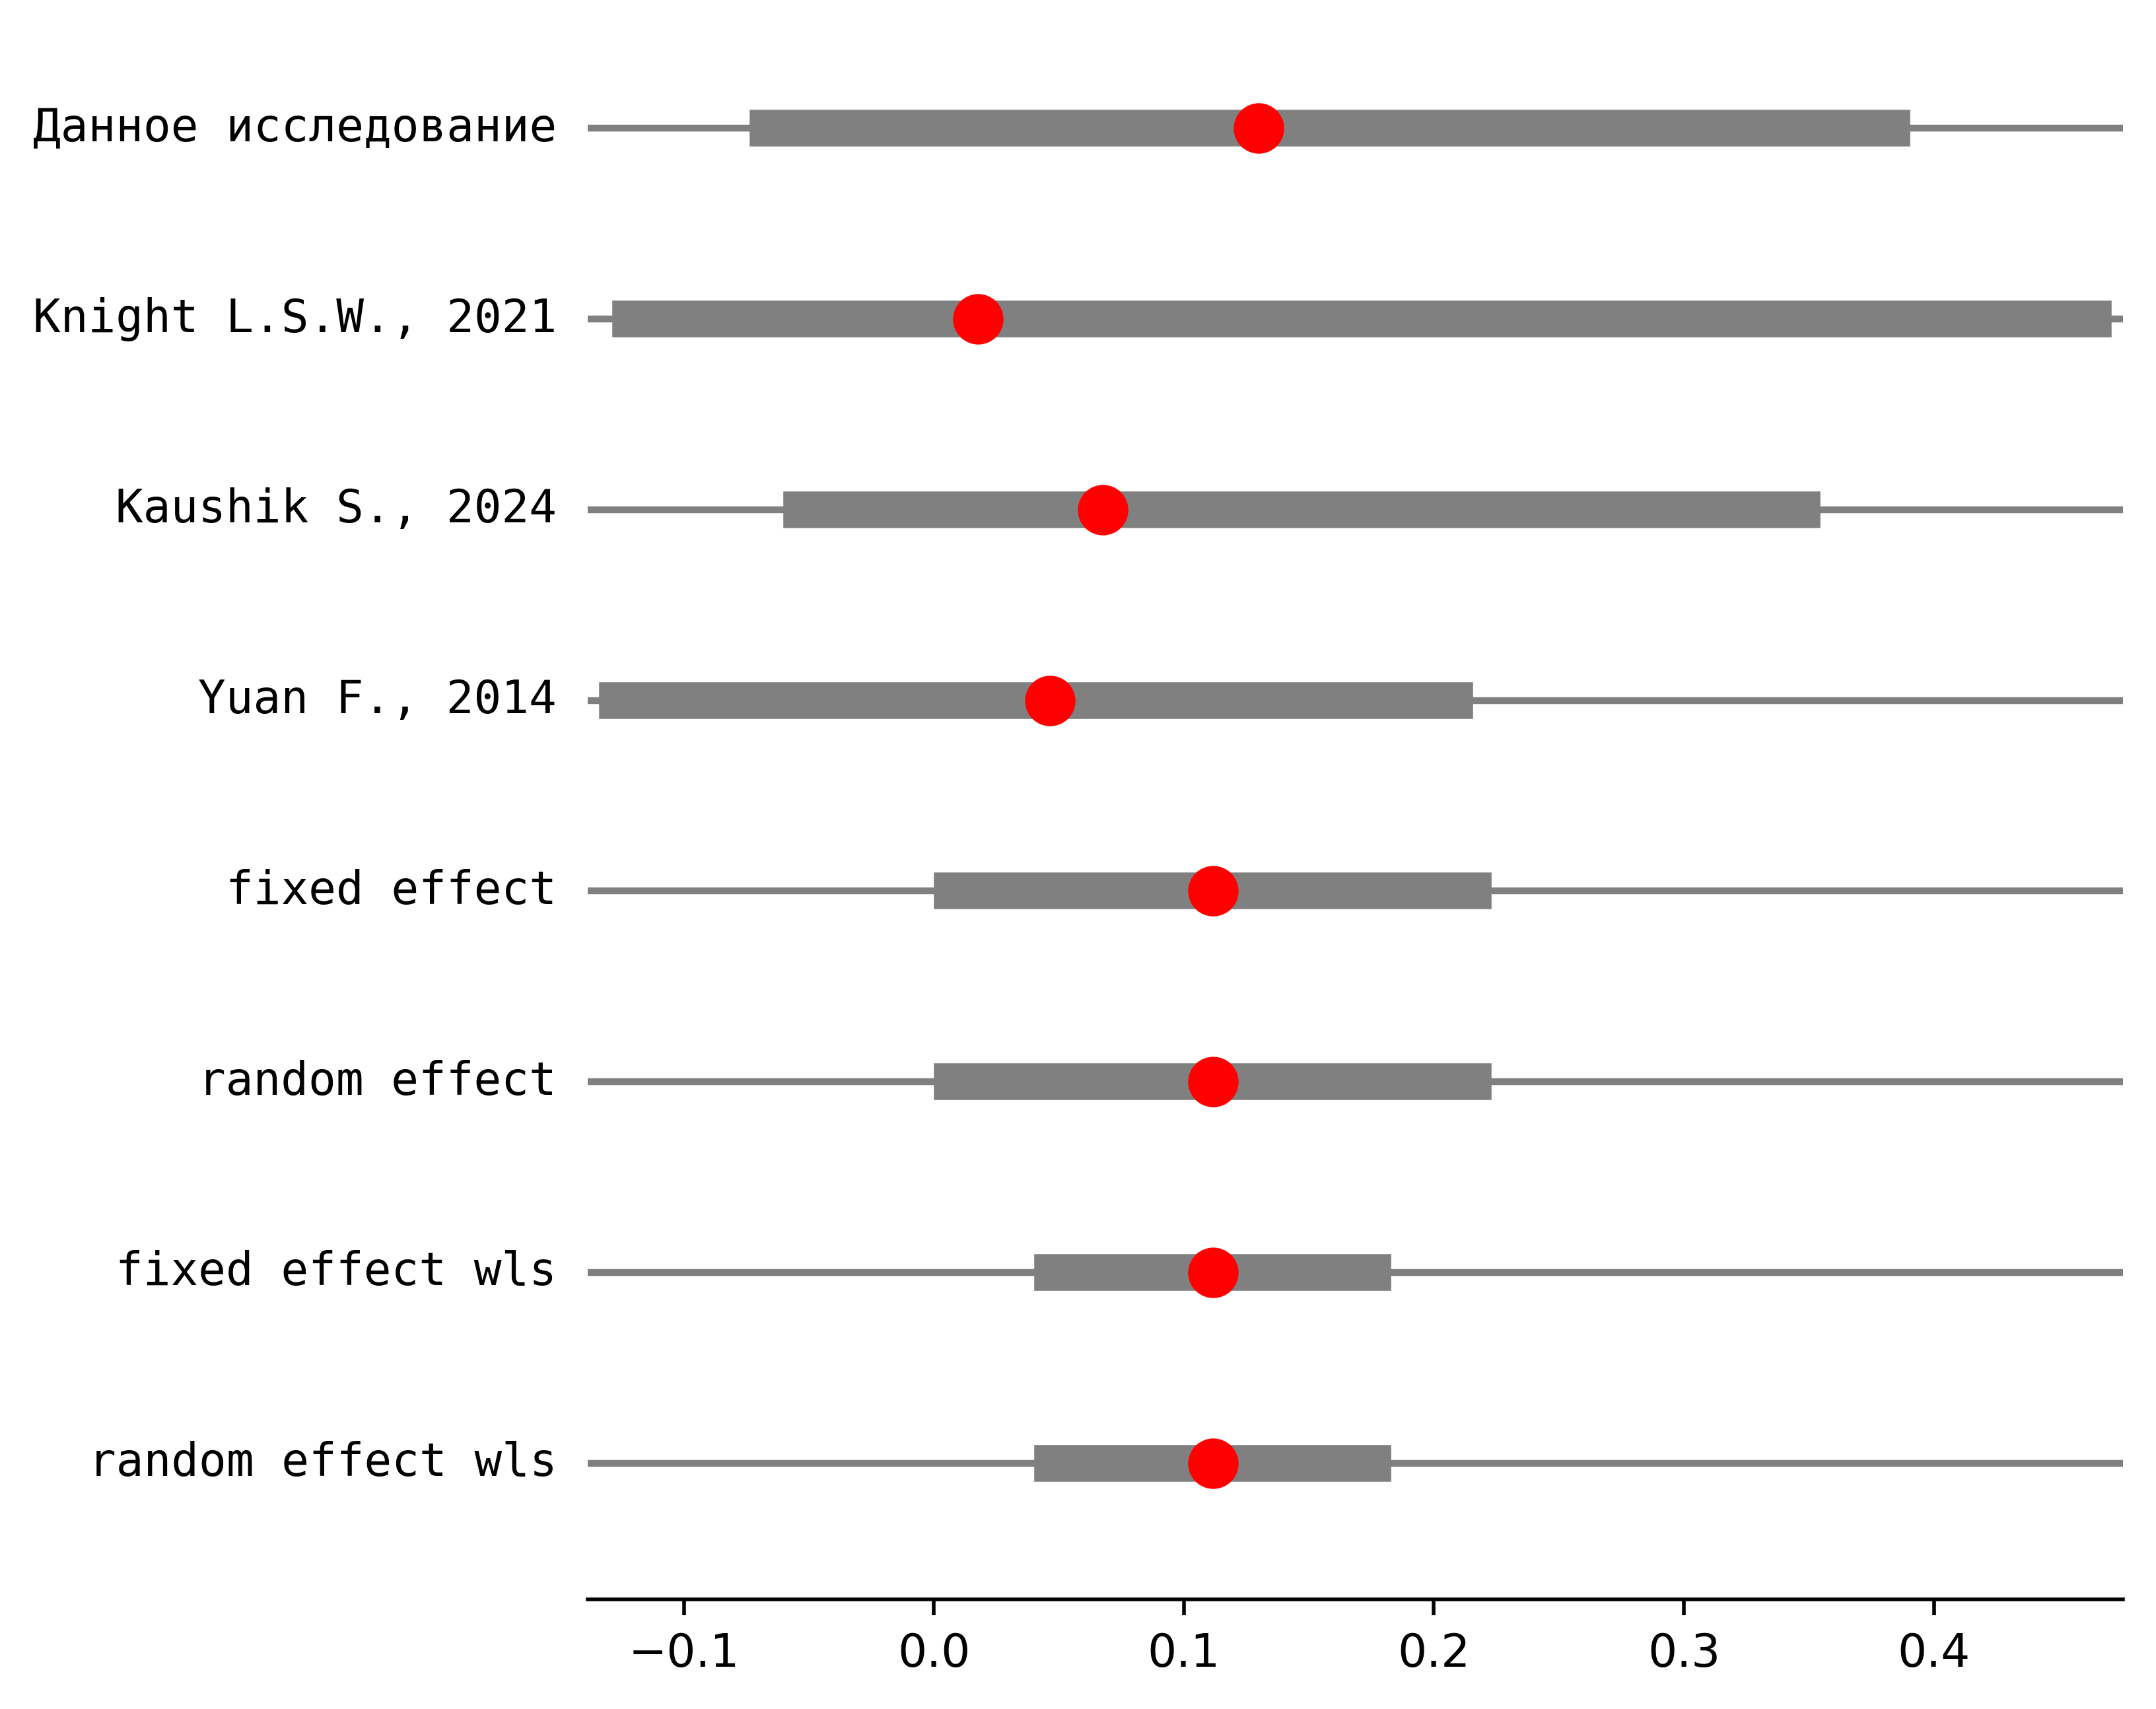 Данное исследование
Knight L.S.W., 2021
Kaushik S., 2024
Yuan F., 2014
fixed effect
random effect
fixed effect wls
random effect wls
−0.1 0.0 0.1 0.2 0.3 0.4